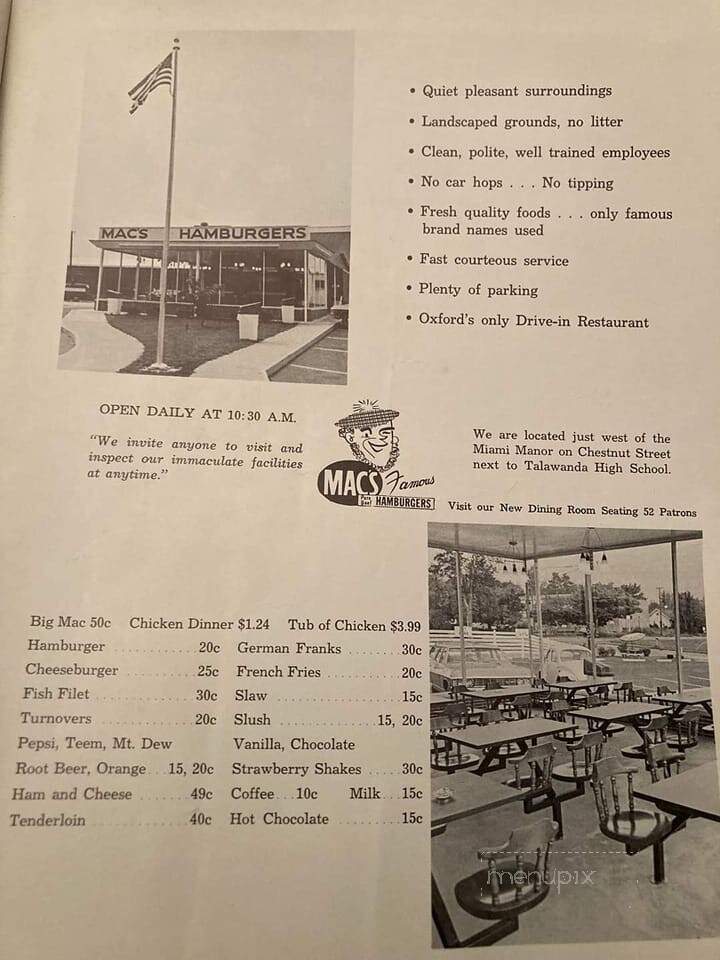 MAC'S HAMBURGERS
• Quiet pleasant surroundings
• Landscaped grounds, no litter
• Clean, polite, well trained employees
• No car hops . . . No tipping
• Fresh quality foods . . . only famous
brand names used
• Fast courteous service
• Plenty of parking
• Oxford's only Drive-in Restaurant
OPEN DAILY AT 10:30 A.M.
"We invite anyone to visit and
inspect our immaculate facilities
at anytime."
MAC'S Famous
Pure Beef HAMBURGERS
We are located just west of the
Miami Manor on Chestnut Street
next to Talawanda High School.
Visit our New Dining Room Seating 52 Patrons
Big Mac 50c Chicken Dinner $1.24 Tub of Chicken $3.99
Hamburger ............ 20c
Cheeseburger .......... 25c
Fish Filet .............. 30c
Turnovers ............. 20c
Pepsi, Teem, Mt. Dew
Root Beer, Orange ... 15, 20c
Ham and Cheese ....... 49c
Tenderloin ............. 40c
German Franks ........ 30c
French Fries ........... 20c
Slaw .................. 15c
Slush ............. 15, 20c
Vanilla, Chocolate
Strawberry Shakes ..... 30c
Coffee ... 10c Milk ... 15c
Hot Chocolate ......... 15c
menupix